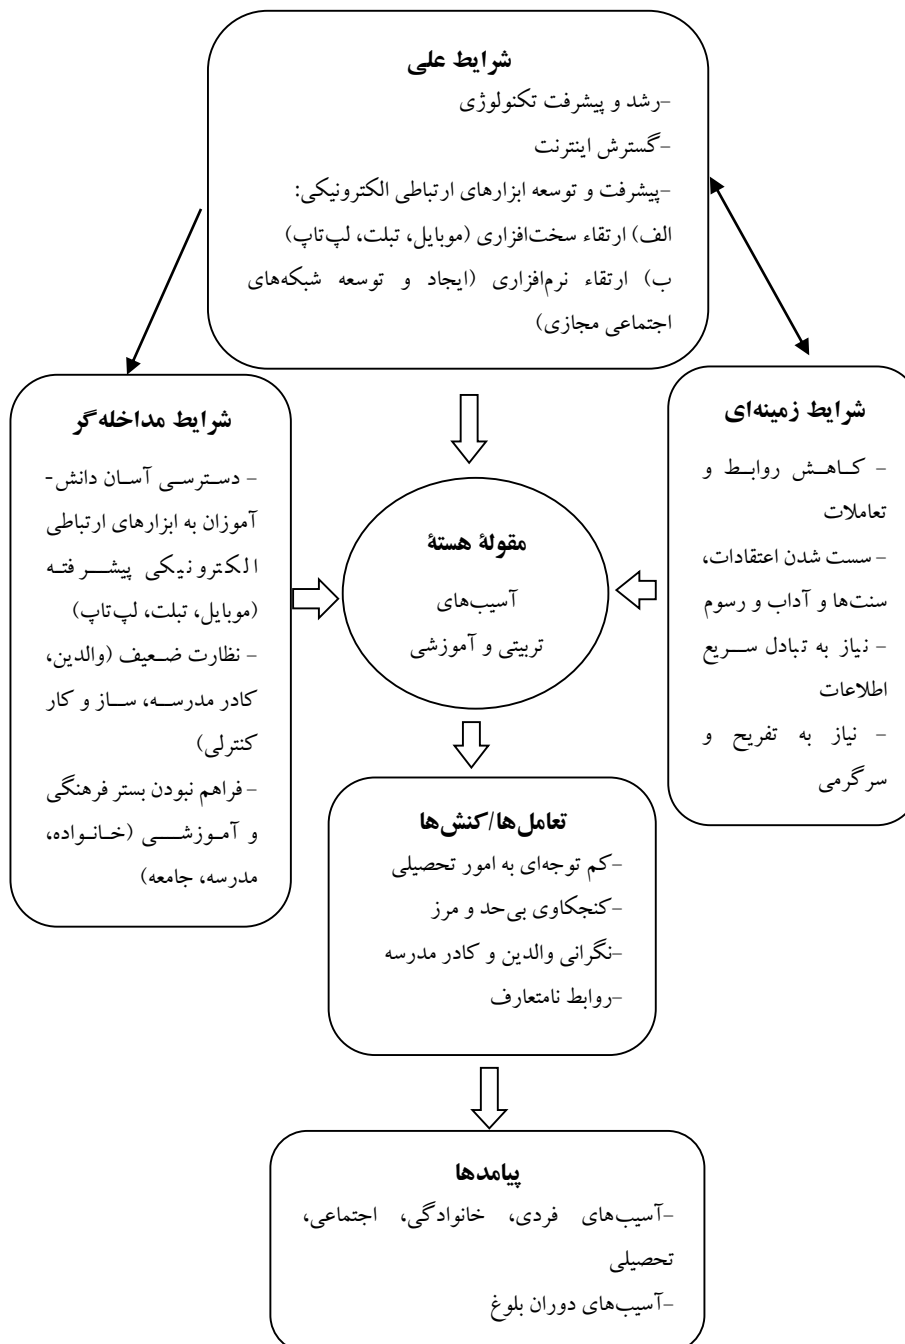 شرایط علی
-رشد و پیشرفت تکنولوژی
-گسترش اینترنت
-پیشرفت و توسعه ابزارهای ارتباطی الکترونیکی:
الف) ارتقاء سخت‌افزاری (موبایل، تبلت، لپ‌تاپ)
ب) ارتقاء نرم‌افزاری (ایجاد و توسعه شبکه‌های
اجتماعی مجازی)
شرایط زمینه‌ای
- کاهش روابط و
تعاملات
-سست شدن اعتقادات،
سنت‌ها و آداب و رسوم
- نیاز به تبادل سریع
اطلاعات
- نیاز به تفریح و
سرگرمی
مقولهٔ هستهٔ
آسیب‌های
تربیتی و آموزشی
شرایط مداخله‌گر
- دسترسی آسان دانش-
آموزان به ابزارهای ارتباطی
الکترونیکی پیشرفته
(موبایل، تبلت، لپ‌تاپ)
- نظارت ضعیف (والدین،
کادر مدرسه، ساز و کار
کنترلی)
- فراهم نبودن بستر فرهنگی
و آموزشی (خانواده،
مدرسه، جامعه)
تعامل‌ها/کنش‌ها
-کم توجه‌ای به امور تحصیلی
-کنجکاوی بی‌حد و مرز
-نگرانی والدین و کادر مدرسه
-روابط نامتعارف
پیامدها
-آسیب‌های فردی، خانوادگی، اجتماعی،
تحصیلی
-آسیب‌های دوران بلوغ